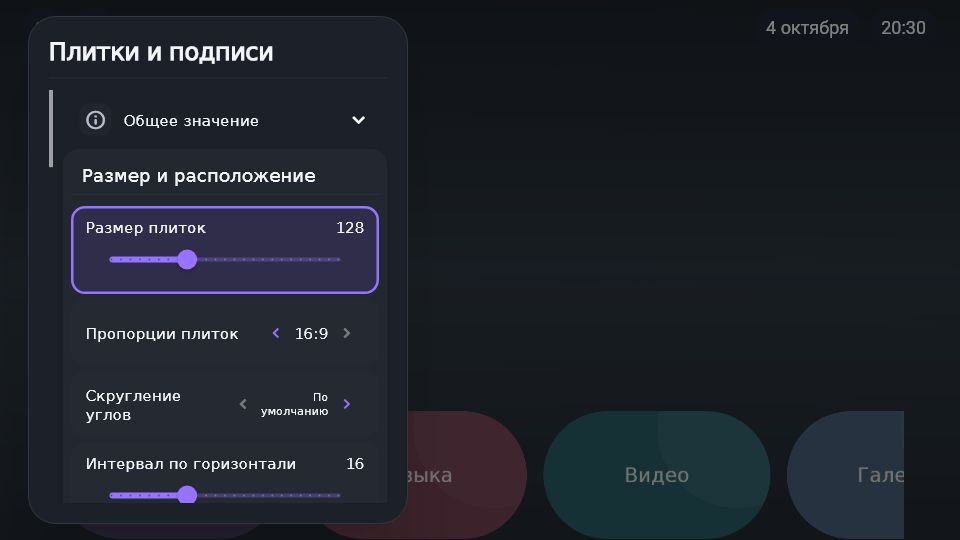 4 октября 20:30
Плитки и подписи
Общее значение
Размер и расположение
Размер плиток 128
Пропорции плиток 16:9
Скругление
углов
По
умолчанию
Интервал по горизонтали 16
зыка
Видео
Гале